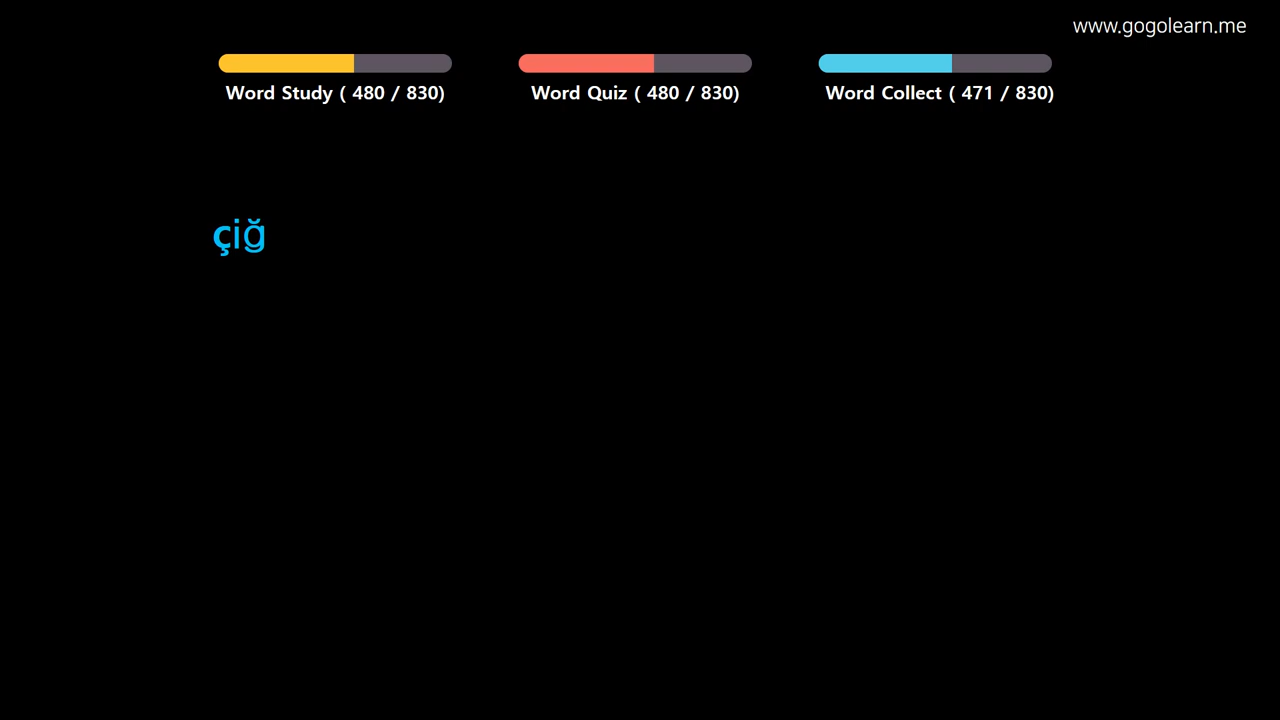 www.gogolearn.me
Word Study ( 480 / 830)
Word Quiz ( 480 / 830)
Word Collect ( 471 / 830)
çiğ